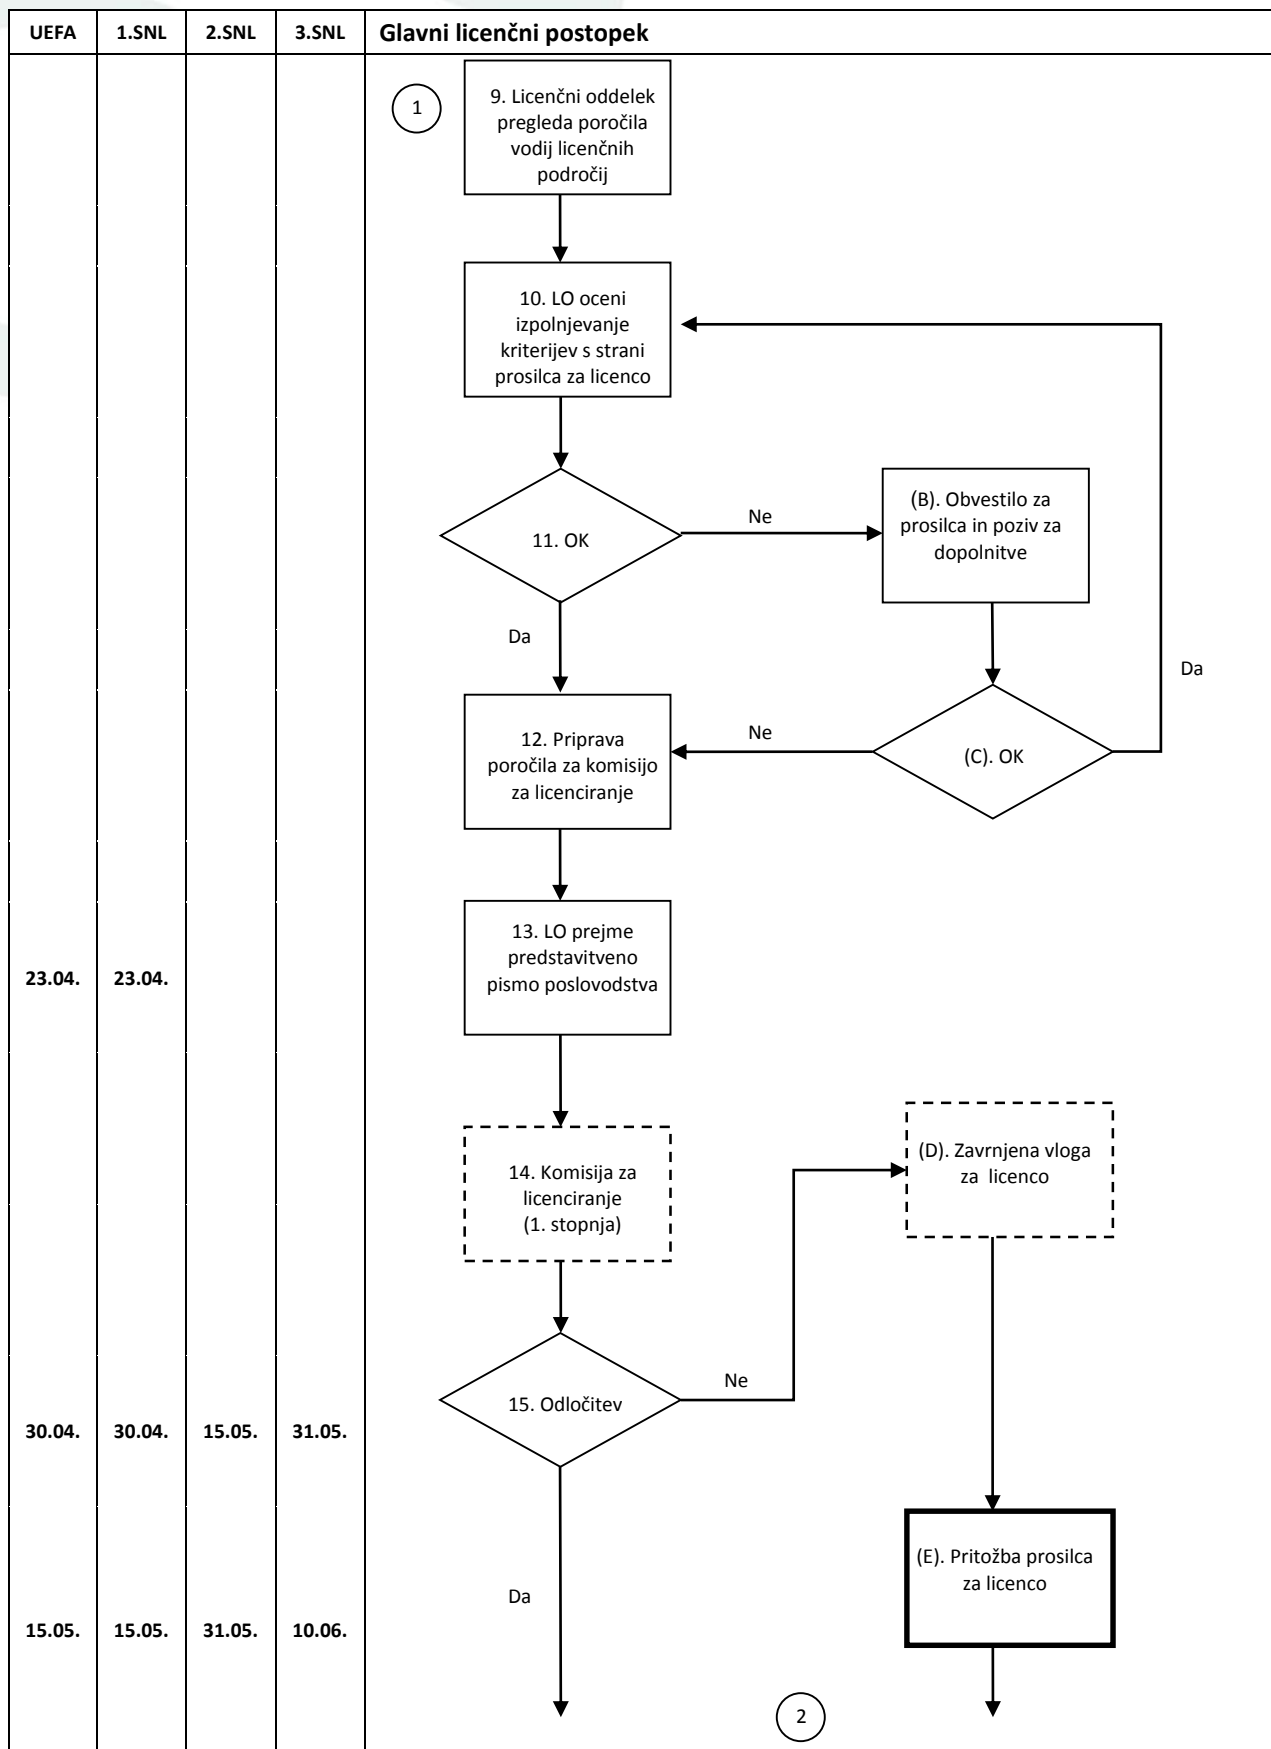 UEFA 1.SNL 2.SNL 3.SNL Glavni licenčni postopek
1
9. Licenčni oddelek
pregleda poročila
vodij licenčnih
področij
10. LO oceni
izpolnjevanje
kriterijev s strani
prosilca za licenco
11. OK
Ne
(B). Obvestilo za
prosilca in poziv za
dopolnitve
Da
Da
12. Priprava
poročila za komisijo
za licenciranje
Ne
(C). OK
13. LO prejme
predstavitveno
pismo poslovodstva
23.04. 23.04.
14. Komisija za
licenciranje
(1. stopnja)
(D). Zavrnjena vloga
za licenco
15. Odločitev
Ne
30.04. 30.04. 15.05. 31.05.
(E). Pritožba prosilca
za licenco
Da
15.05. 15.05. 31.05. 10.06.
2